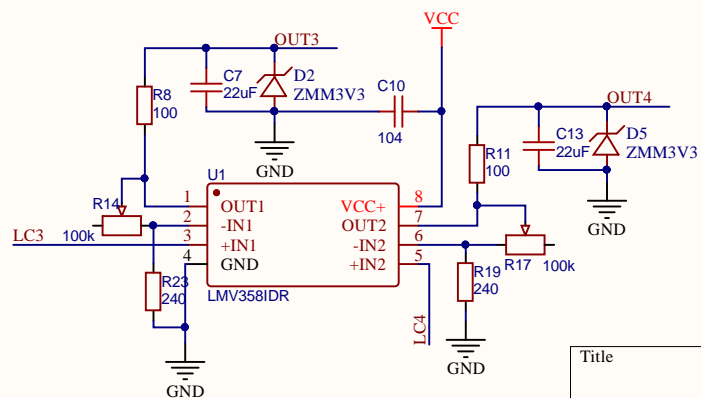 VCC
OUT3
C7
22uF
D2
ZMM3V3
R8
100
C10
104
GND
OUT4
C13
22uF
D5
ZMM3V3
R11
100
GND
U1
1 OUT1 VCC+ 8
2 -IN1 OUT2 7
3 +IN1 -IN2 6
4 GND +IN2 5
LMV358IDR
R14
100k
LC3
R23
240
GND
LC4
R19
240
R17
100k
GND
Title